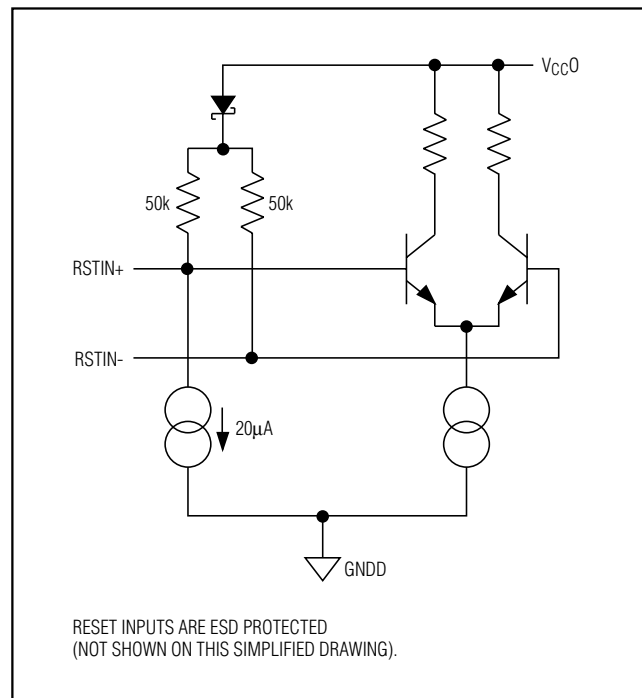 VCCO
50k 50k
RSTIN+
RSTIN-
20μA
GNDD
RESET INPUTS ARE ESD PROTECTED
(NOT SHOWN ON THIS SIMPLIFIED DRAWING).